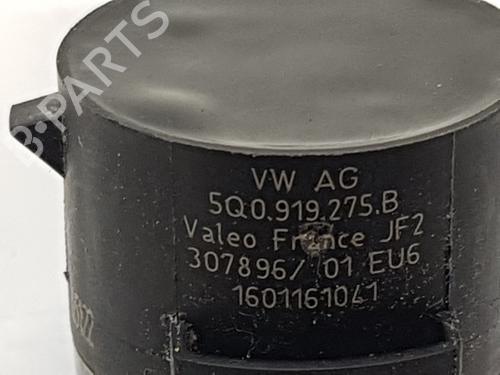 B-PARTS
VW AG
5Q0.919.275.B
Valeo France JF2
307896/ 01 EU6
1601161041